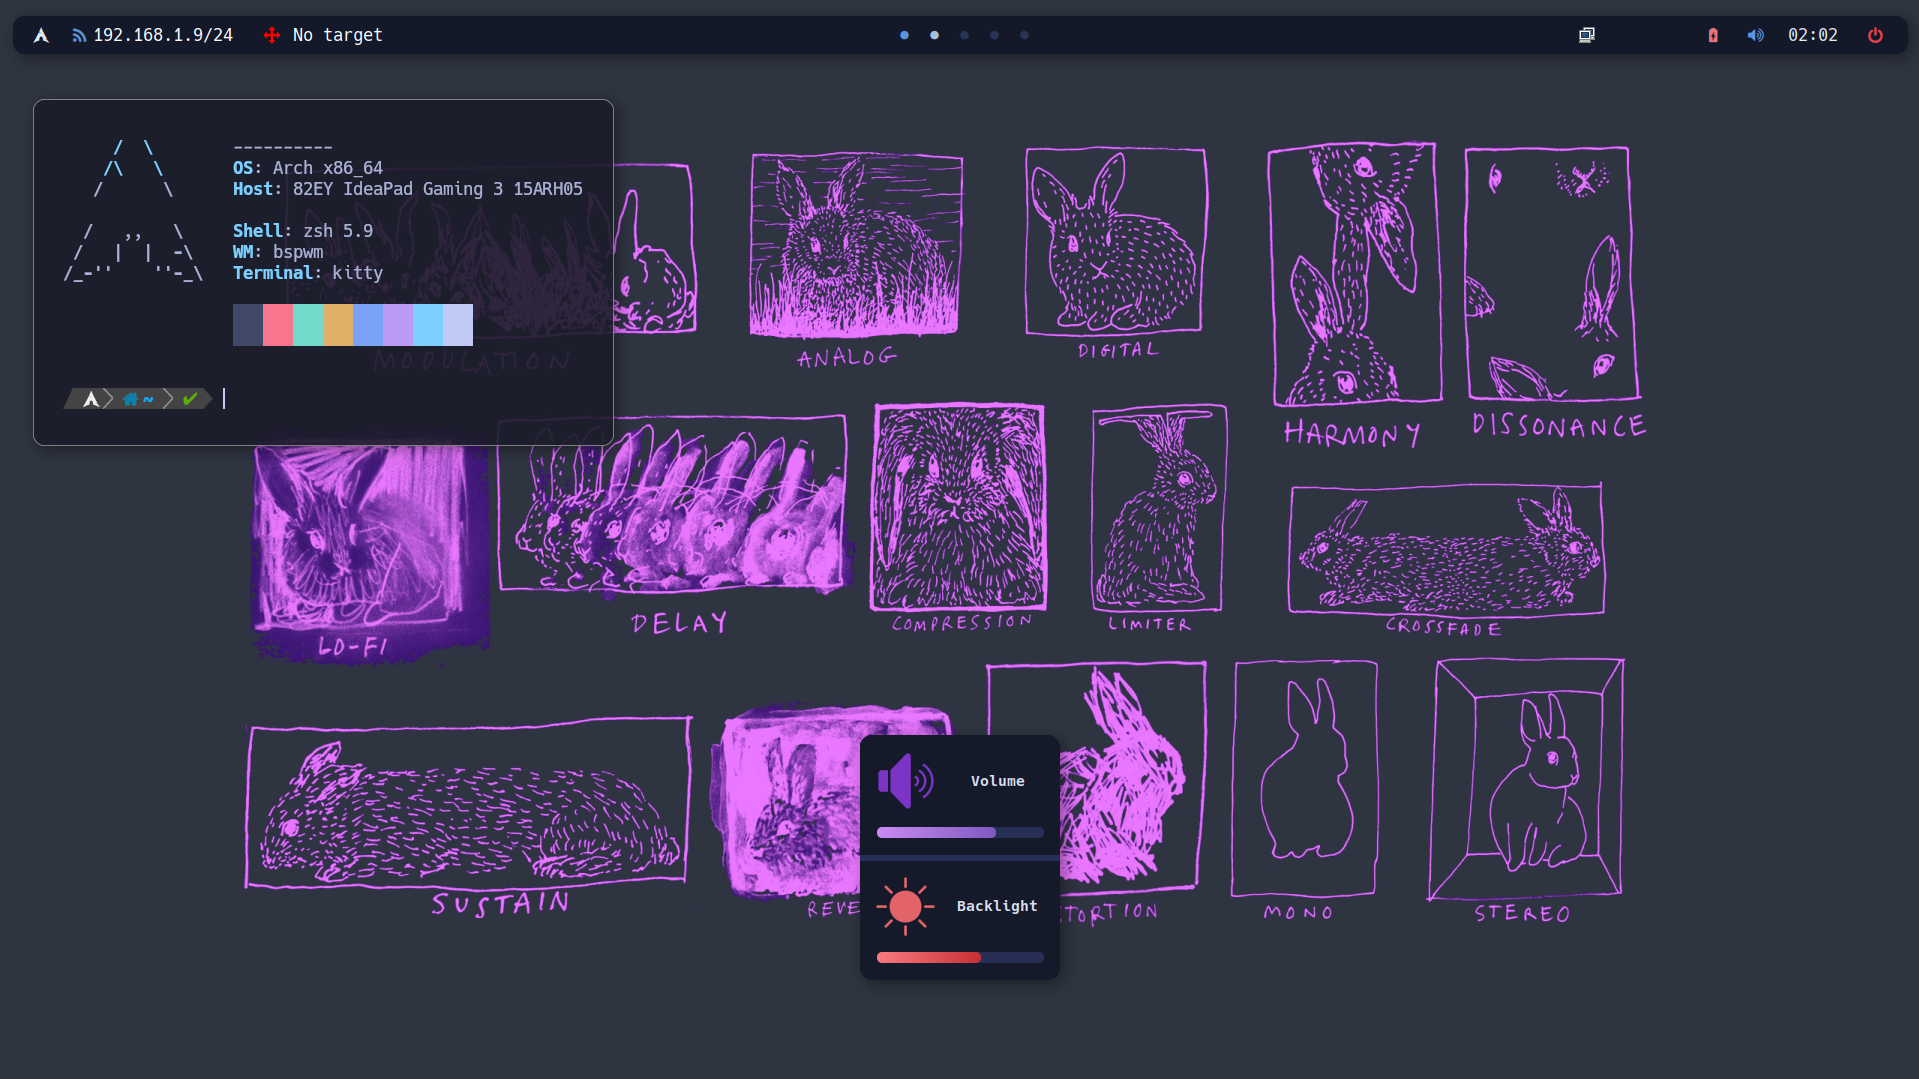 192.168.1.9/24 No target 02:02
----------
OS: Arch x86_64
Host: 82EY IdeaPad Gaming 3 15ARH05
Shell: zsh 5.9
WM: bspwm
Terminal: kitty
~
MODULATION
ANALOG
DIGITAL
HARMONY
DISSONANCE
LO-FI
DELAY
COMPRESSION
LIMITER
CROSSFADE
SUSTAIN
REVE
TORTION
MONO
STEREO
Volume
Backlight